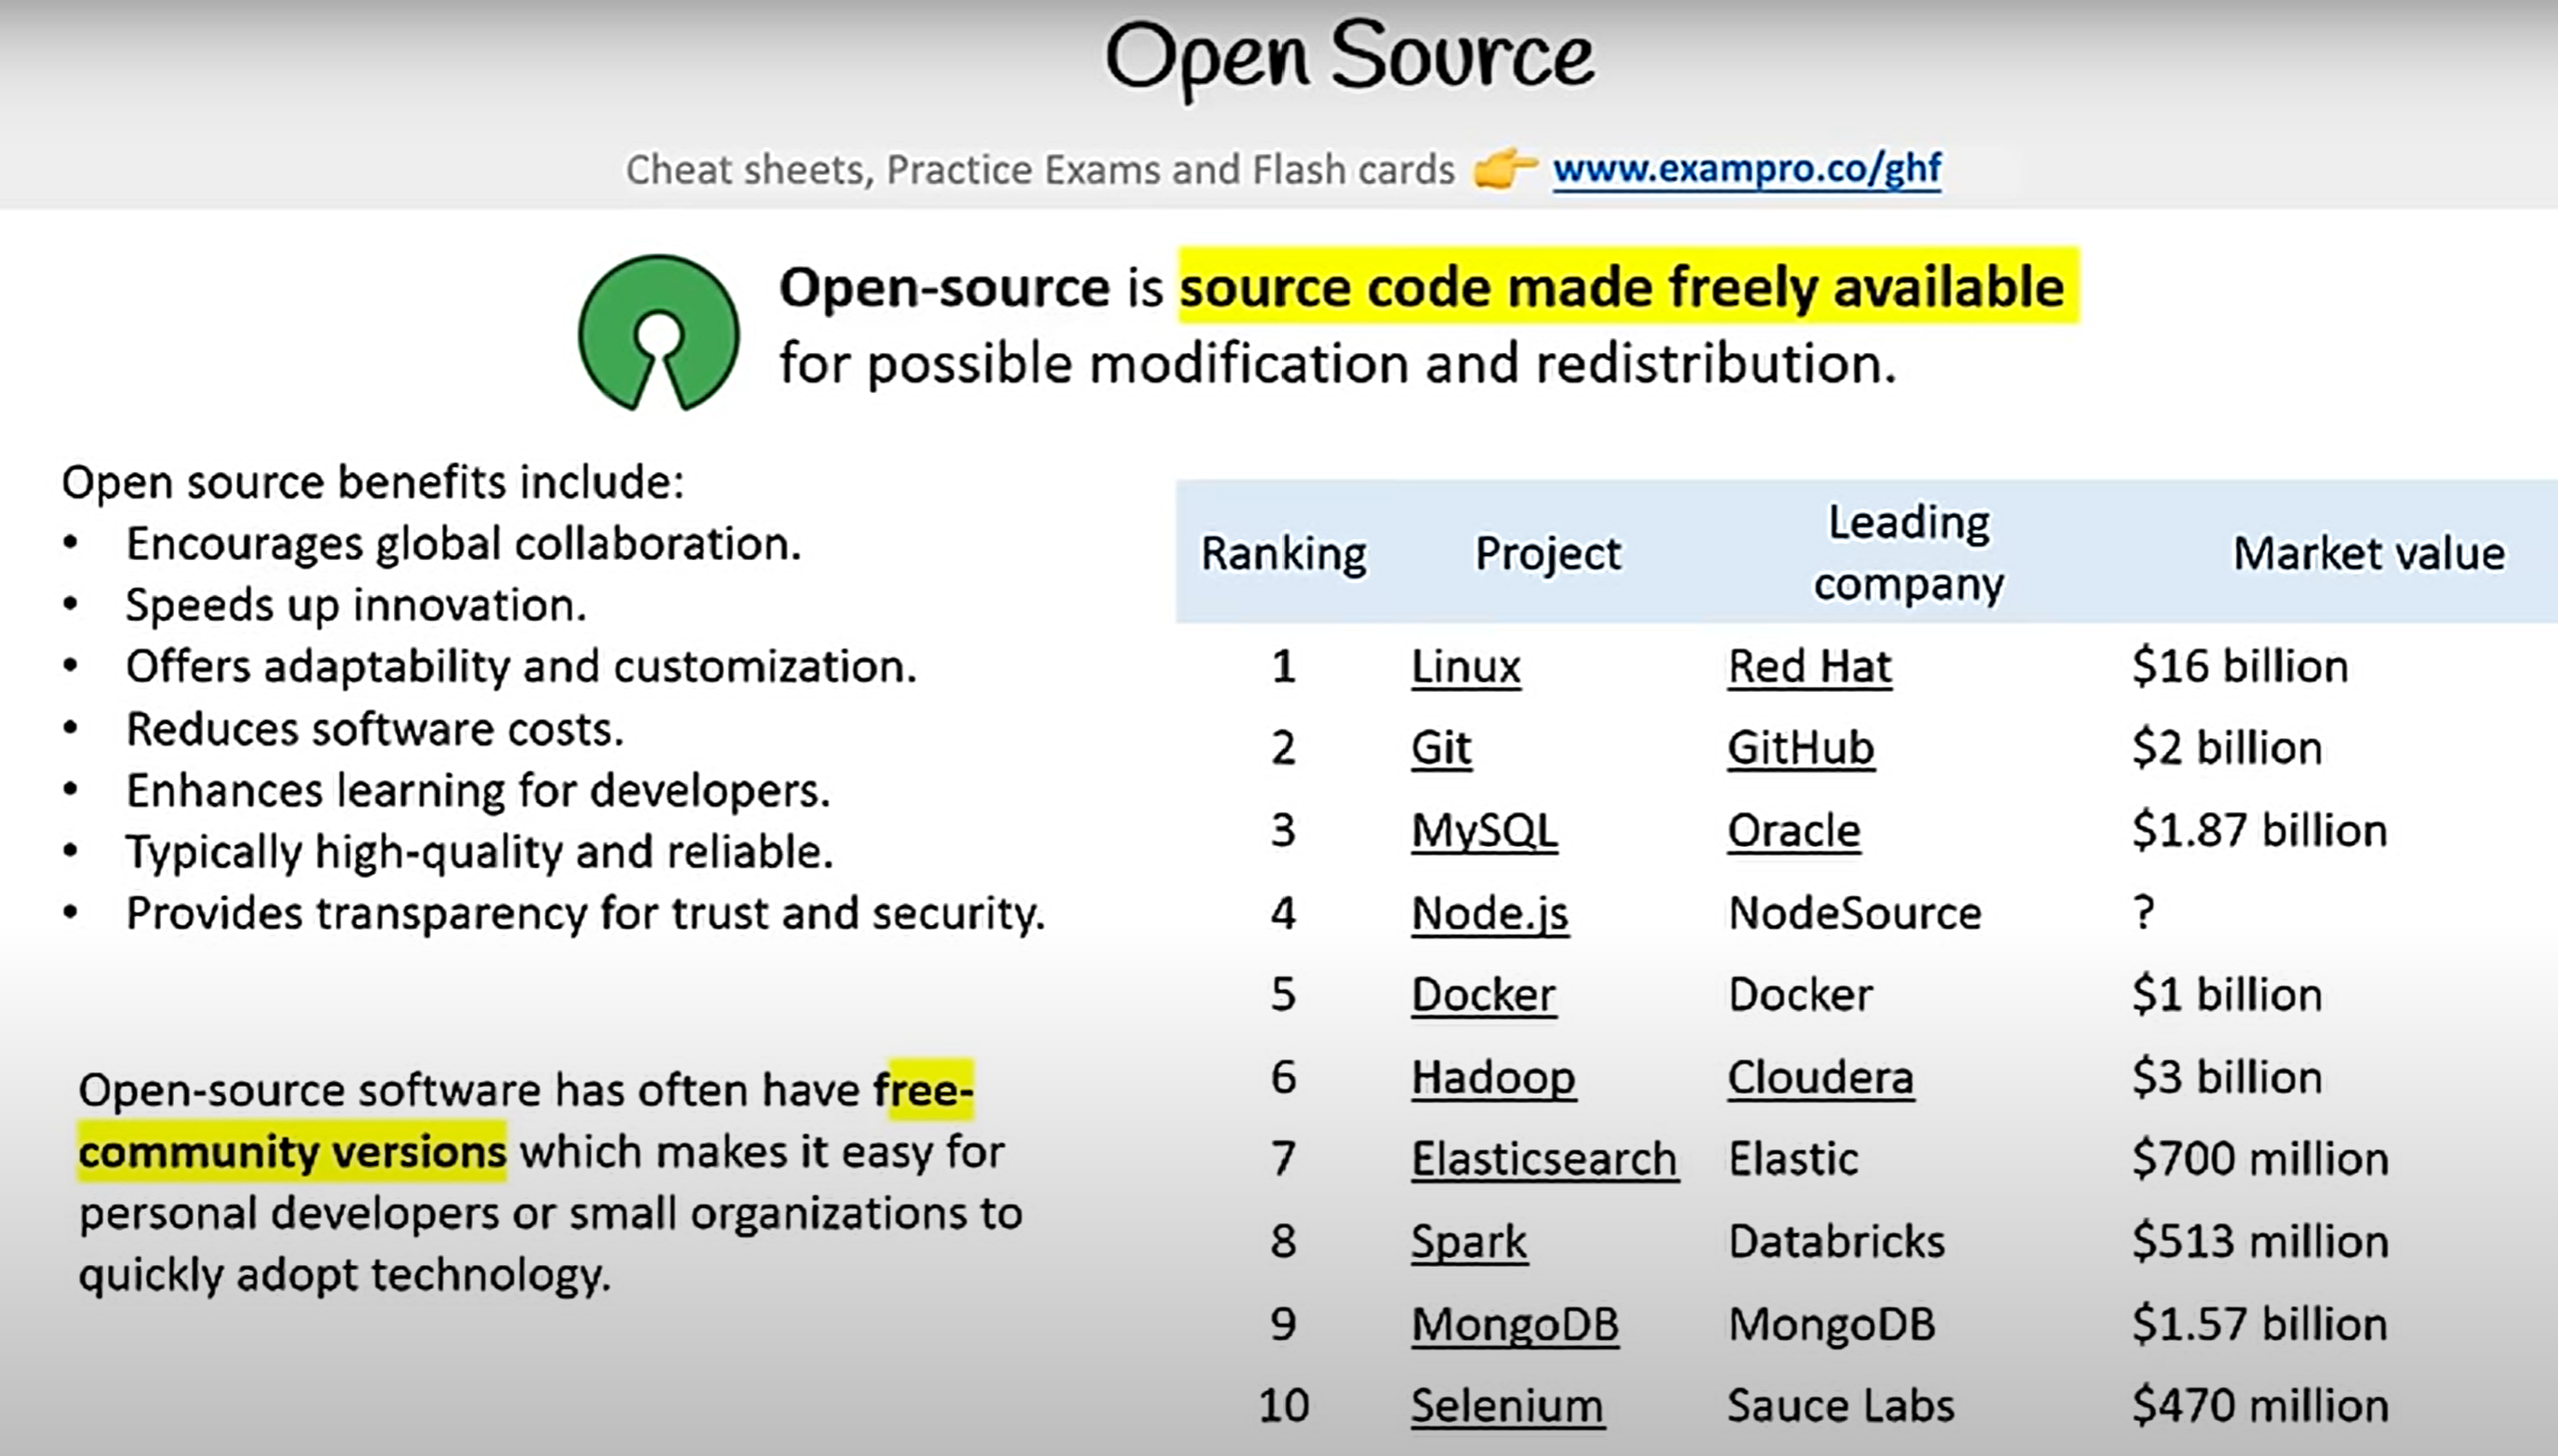 Open Source
Cheat sheets, Practice Exams and Flash cards 👉 www.exampro.co/ghf
Open-source is source code made freely available
for possible modification and redistribution.
Open source benefits include:
• Encourages global collaboration.
• Speeds up innovation.
• Offers adaptability and customization.
• Reduces software costs.
• Enhances learning for developers.
• Typically high-quality and reliable.
• Provides transparency for trust and security.
Open-source software has often have free-
community versions which makes it easy for
personal developers or small organizations to
quickly adopt technology.
Ranking Project Leading company Market value
1 Linux Red Hat $16 billion
2 Git GitHub $2 billion
3 MySQL Oracle $1.87 billion
4 Node.js NodeSource ?
5 Docker Docker $1 billion
6 Hadoop Cloudera $3 billion
7 Elasticsearch Elastic $700 million
8 Spark Databricks $513 million
9 MongoDB MongoDB $1.57 billion
10 Selenium Sauce Labs $470 million